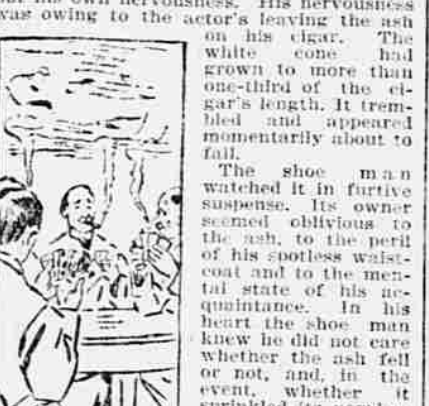 his own nervousness. His nervousness
was owing to the actor's leaving the ash
on his cigar. The
white cone had
grown to more than
one-third of the ci-
gar's length. It trem-
bled and appeared
momentarily about to
fall.
The shoe man
watched it in furtive
suspense. Its owner
seemed oblivious to
the ash, to the peril
of his spotless waist-
coat and to the men-
tal state of his ac-
quaintance. In his
heart the shoe man
knew he did not care
whether the ash fell
or not, and, in the
event, whether it
sprinkled its